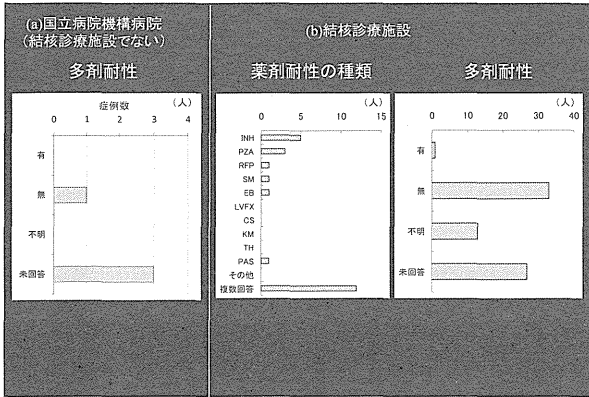 (a)国立病院機構病院
(結核診療施設でない)
多剤耐性
症例数
(人)
0 1 2 3 4
有
無
不明
未回答
(b)結核診療施設
薬剤耐性の種類
(人)
0 5 10 15
INH
PZA
RFP
SM
EB
LVFX
CS
KM
TH
PAS
その他
複数回答
多剤耐性
(人)
0 10 20 30 40
有
無
不明
未回答